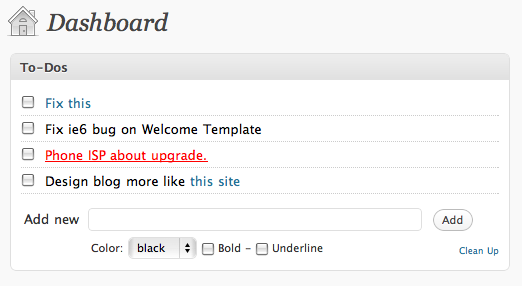 Dashboard
To-Dos
Fix this
Fix ie6 bug on Welcome Template
Phone ISP about upgrade.
Design blog more like this site
Add new Add
Color: black Bold – Underline Clean Up